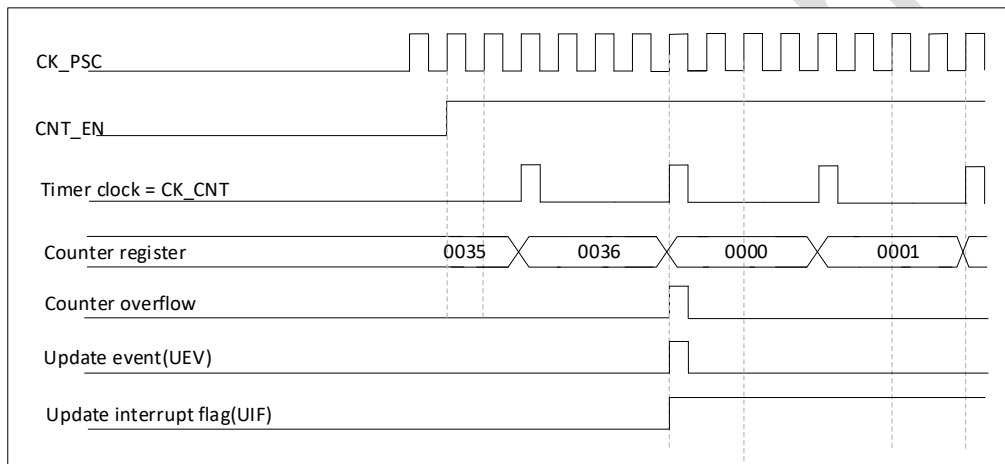 CK_PSC
CNT_EN
Timer clock = CK_CNT
Counter register 0035 0036 0000 0001
Counter overflow
Update event(UEV)
Update interrupt flag(UIF)